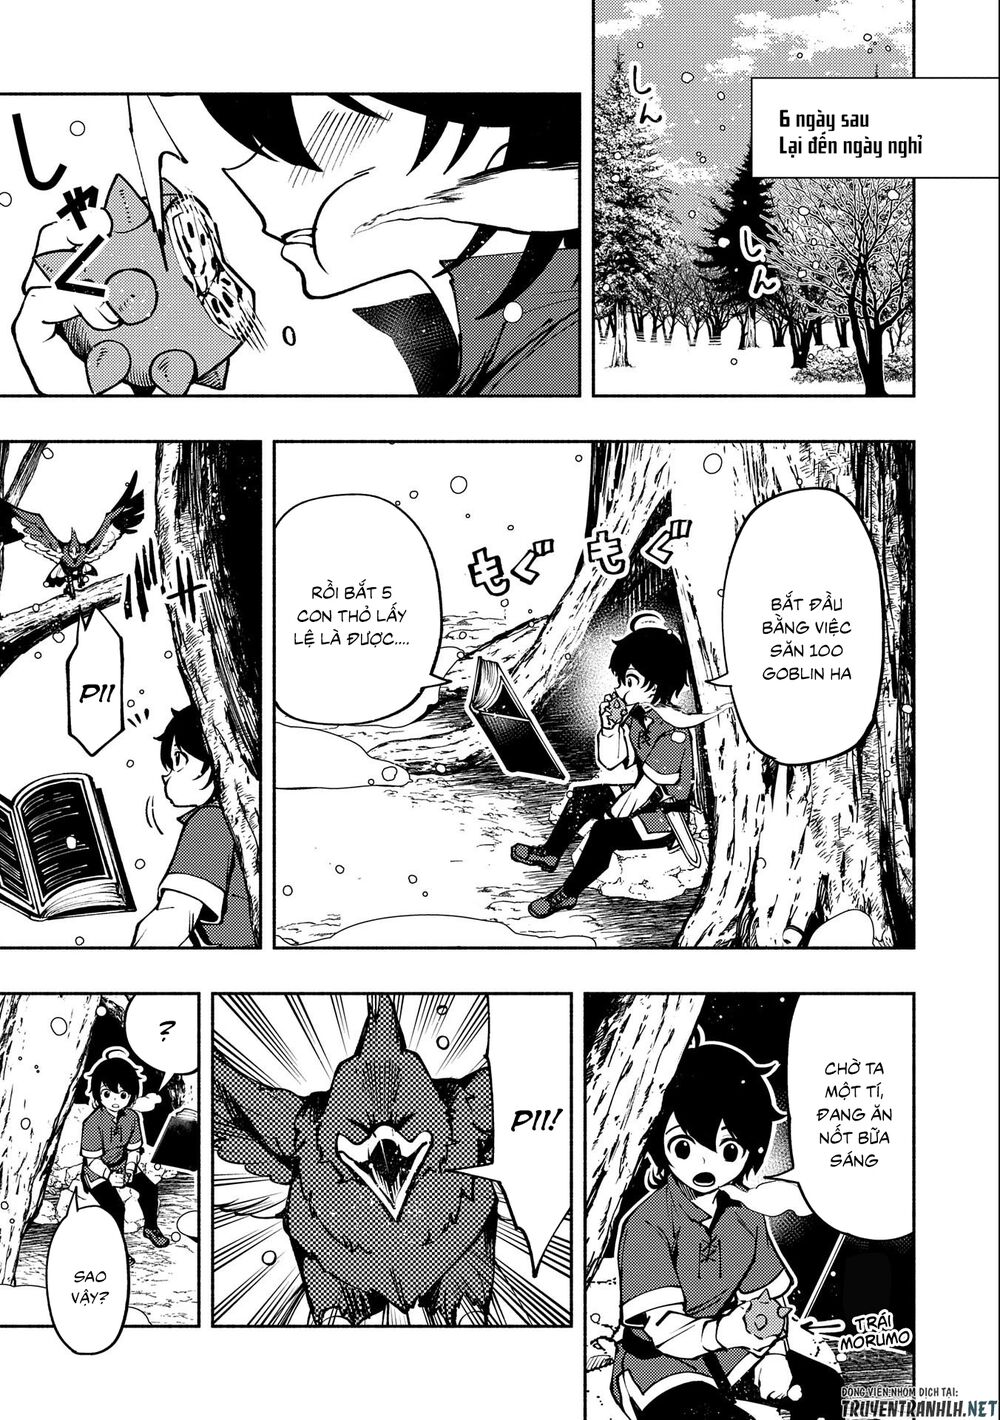 6 ngày sau
Lại đến ngày nghỉ
しん
しん
しゃく
BẮT ĐẦU
BẰNG VIỆC
SĂN 100
GOBLIN HA
もぐ
もぐ
RỒI BẮT 5
CON THỎ LẤY
LỆ LÀ ĐƯỢC....
PII
CHỜ TA
MỘT TÍ,
ĐANG ĂN
NỐT BỮA
SÁNG
TRÁI
MORUMO
PII!
?
SAO
VẬY?
ĐỘNG VIÊN NHÓM DỊCH TẠI:
TRUYENTRANHLH.NET